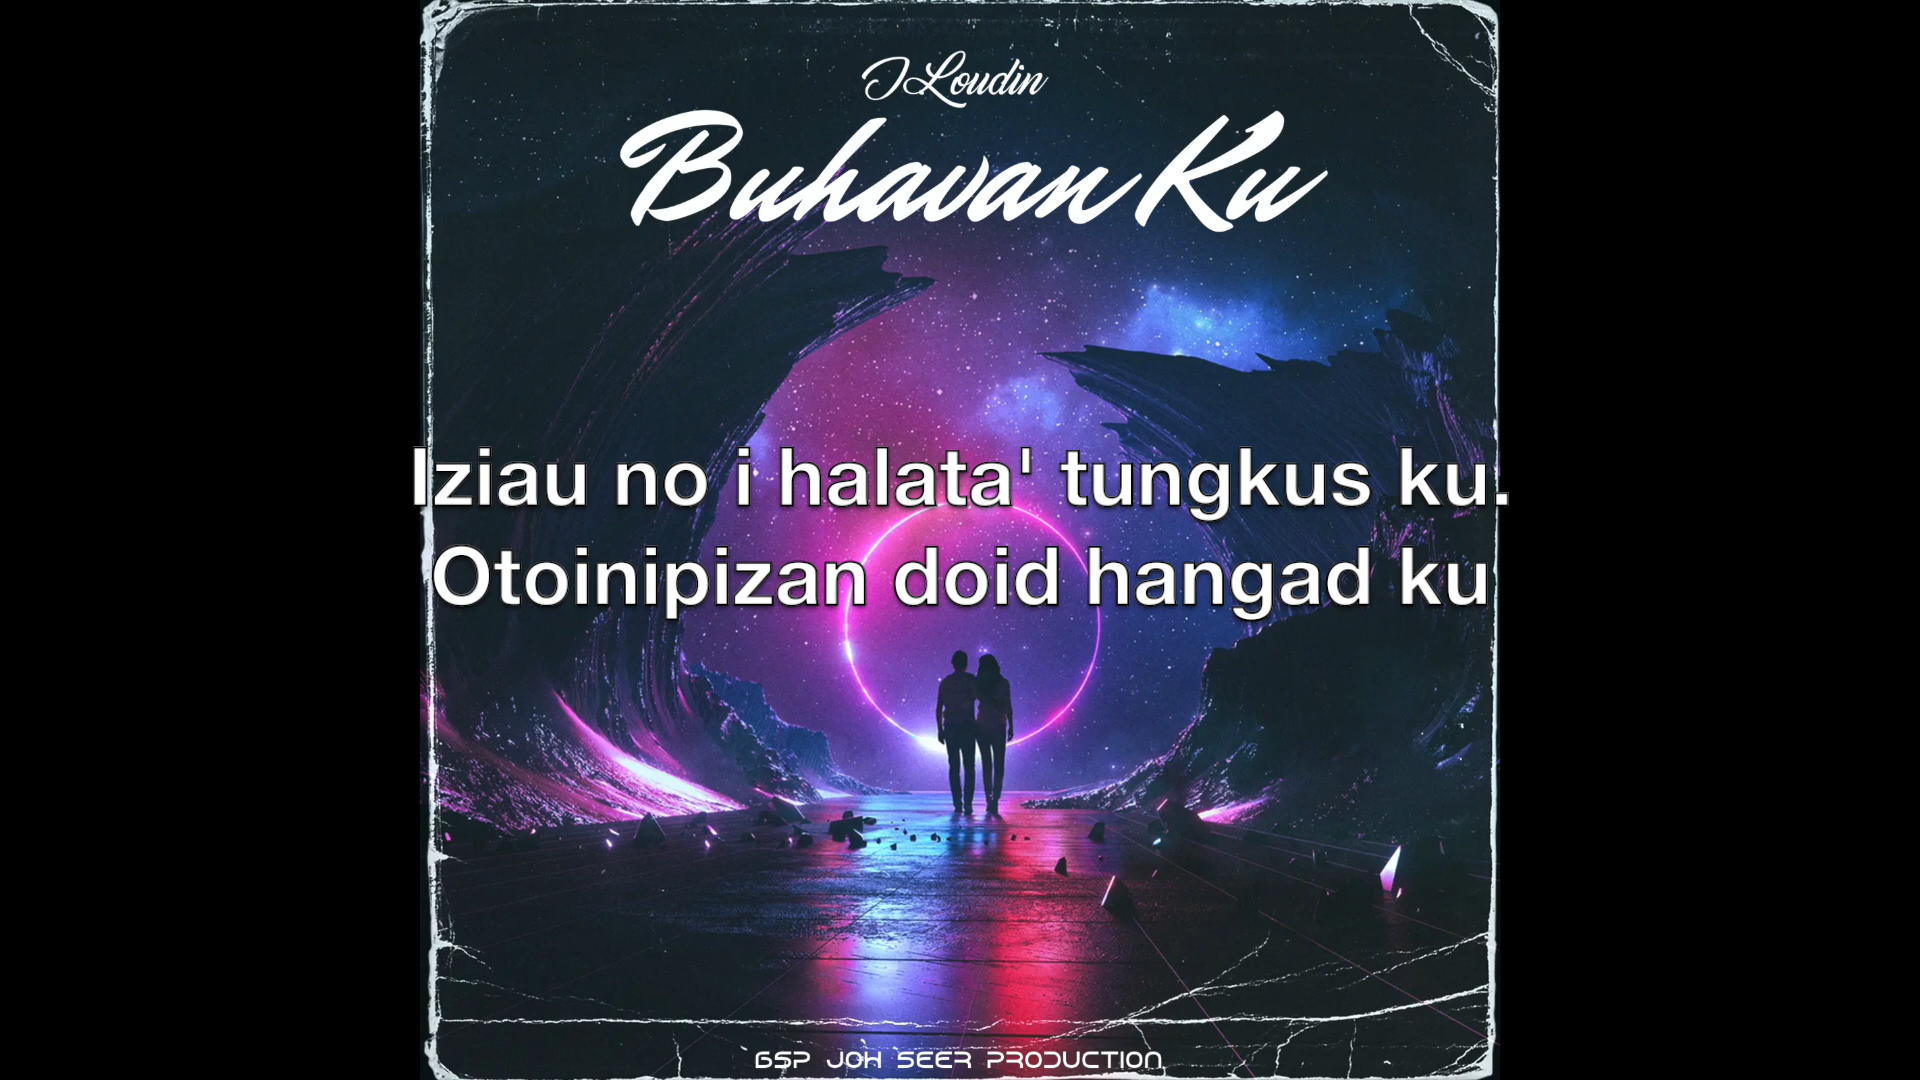 JLoudin
Buhavan Ku
Iziau no i halata' tungkus ku.
Otoinipizan doid hangad ku
GSP JOH SEER PRODUCTION